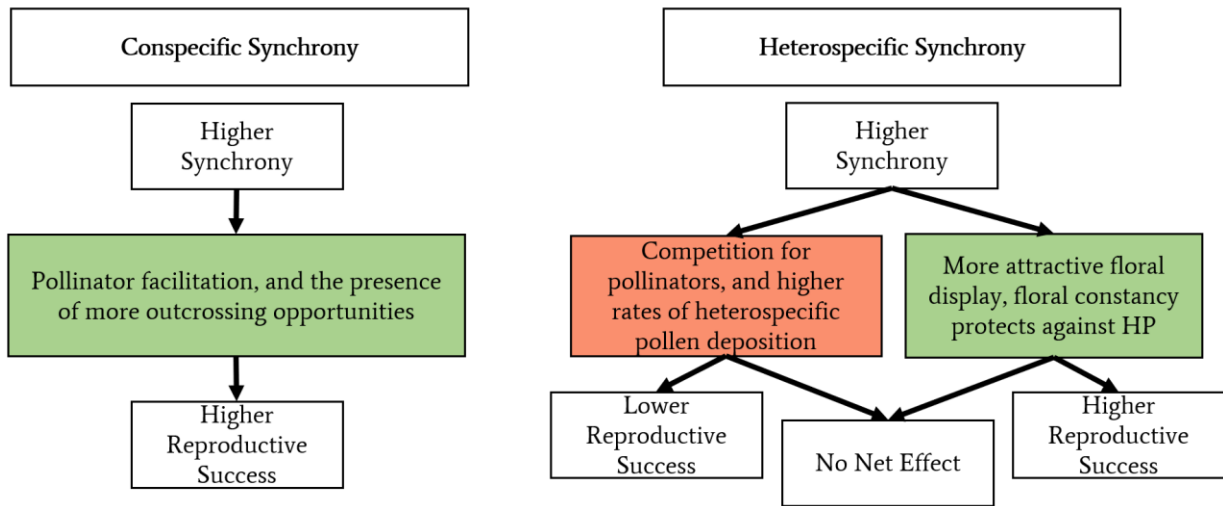 Conspecific Synchrony
Higher
Synchrony
Pollinator facilitation, and the presence
of more outcrossing opportunities
Higher
Reproductive
Success
Heterospecific Synchrony
Higher
Synchrony
Competition for
pollinators, and higher
rates of heterospecific
pollen deposition
More attractive floral
display, floral constancy
protects against HP
Lower
Reproductive
Success
No Net Effect
Higher
Reproductive
Success